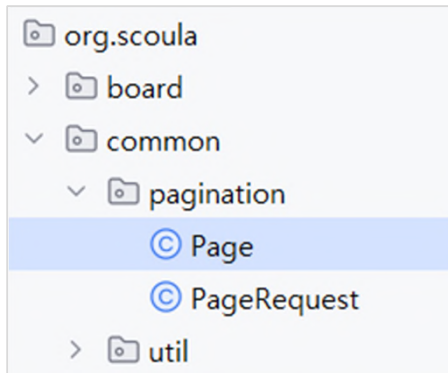 org.scoula
board
common
pagination
Page
PageRequest
util